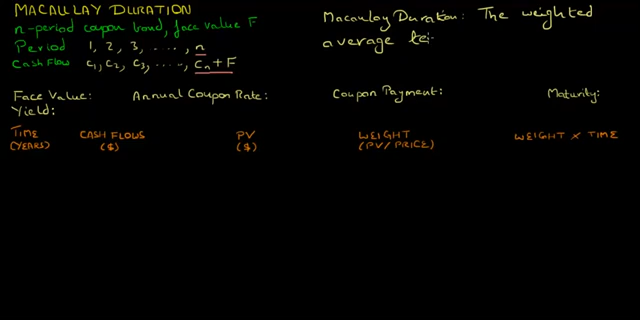 MACAULAY DURATION
n-period coupon bond, face value F
Period 1, 2, 3, ....., n
Cash Flow c₁, c₂, c₃, ....., cₙ + F
Macaulay Duration: The weighted
average
Face Value: Annual Coupon Rate: Coupon Payment: Maturity:
Yield:
TIME CASH FLOWS PV WEIGHT WEIGHT × TIME
(YEARS) ($) ($) (PV/PRICE)